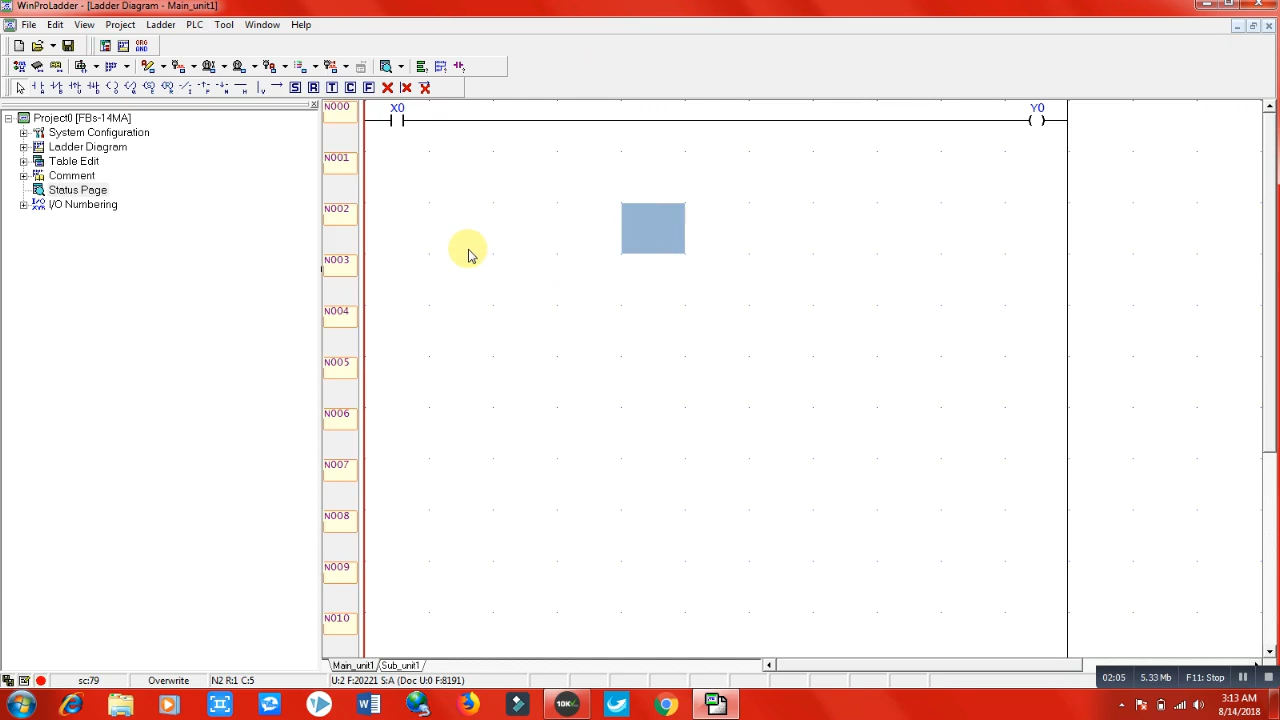 WinProLadder - [Ladder Diagram - Main_unit1]
File Edit View Project Ladder PLC Tool Window Help
ORG
AND
S R T C F
Project0 [FBs-14MA]
System Configuration
Ladder Diagram
Table Edit
Comment
Status Page
I/O Numbering
N000
X0
Y0
N001
N002
N003
N004
N005
N006
N007
N008
N009
N010
Main_unit1 Sub_unit1
sc:79 Overwrite N2 R:1 C:5 U:2 F:20221 S:A (Doc U:0 F:8191)
02:05 5.33 Mb F11: Stop
10K
W
3:13 AM
8/14/2018